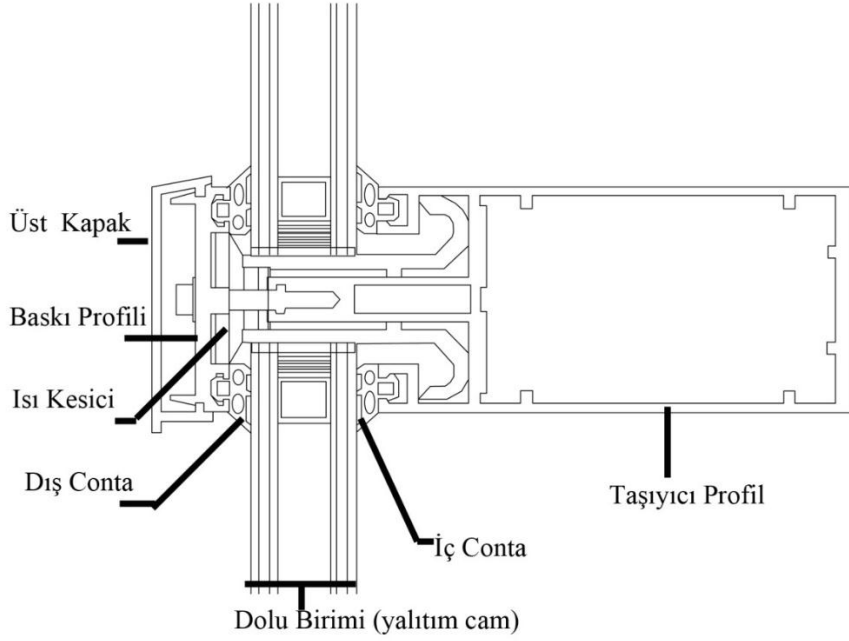 Üst Kapak
Baskı Profili
Isı Kesici
Dış Conta
Taşıyıcı Profil
İç Conta
Dolu Birimi (yalıtım cam)